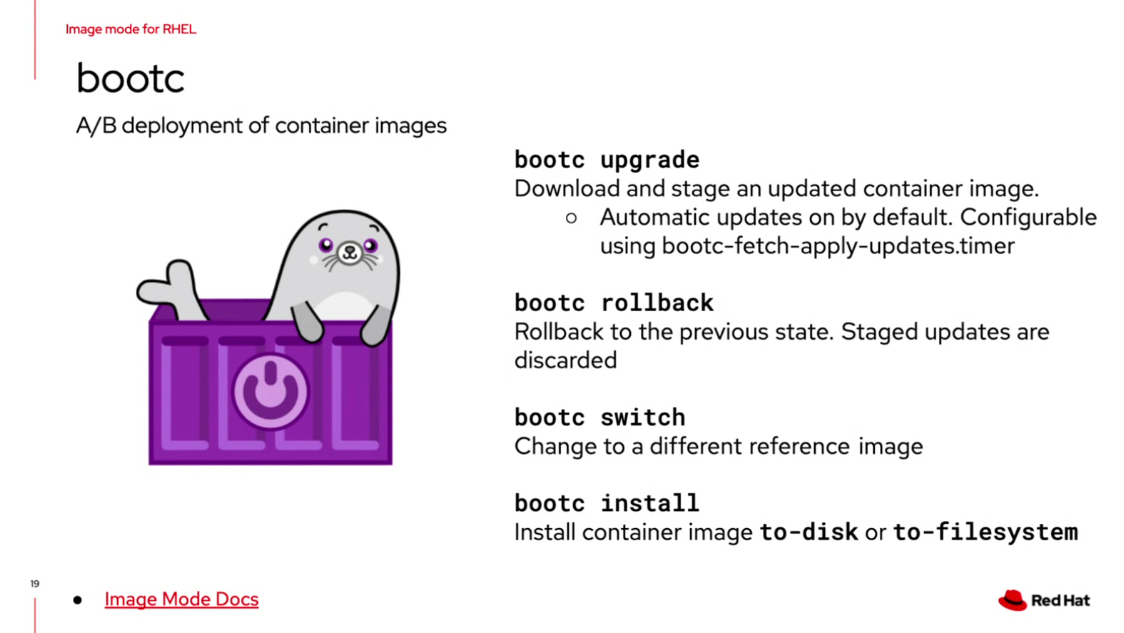 Image mode for RHEL
bootc
A/B deployment of container images
bootc upgrade
Download and stage an updated container image.
○ Automatic updates on by default. Configurable
using bootc-fetch-apply-updates.timer
bootc rollback
Rollback to the previous state. Staged updates are
discarded
bootc switch
Change to a different reference image
bootc install
Install container image to-disk or to-filesystem
19
● Image Mode Docs
Red Hat